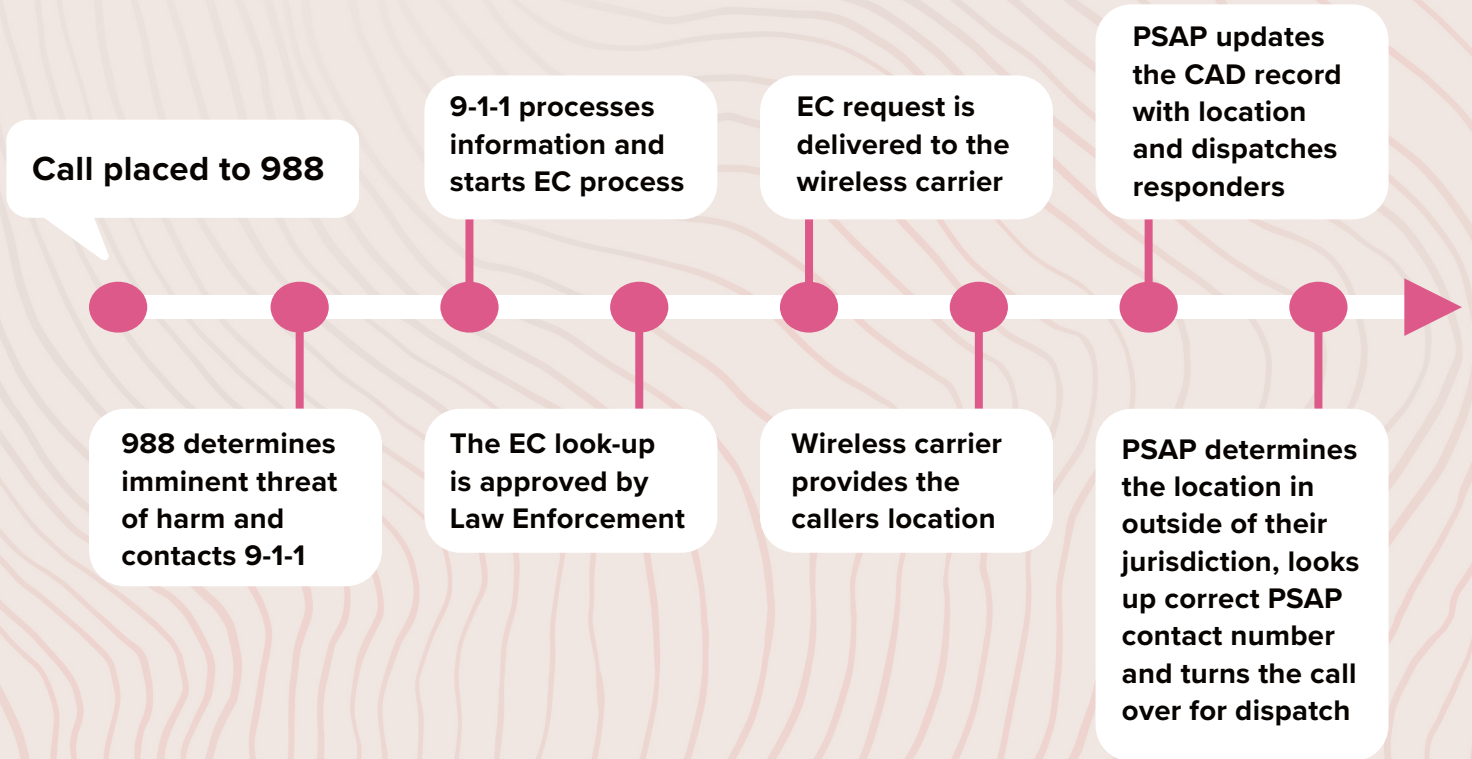 Call placed to 988
988 determines
imminent threat
of harm and
contacts 9-1-1
9-1-1 processes
information and
starts EC process
The EC look-up
is approved by
Law Enforcement
EC request is
delivered to the
wireless carrier
Wireless carrier
provides the
callers location
PSAP updates
the CAD record
with location
and dispatches
responders
PSAP determines
the location in
outside of their
jurisdiction, looks
up correct PSAP
contact number
and turns the call
over for dispatch